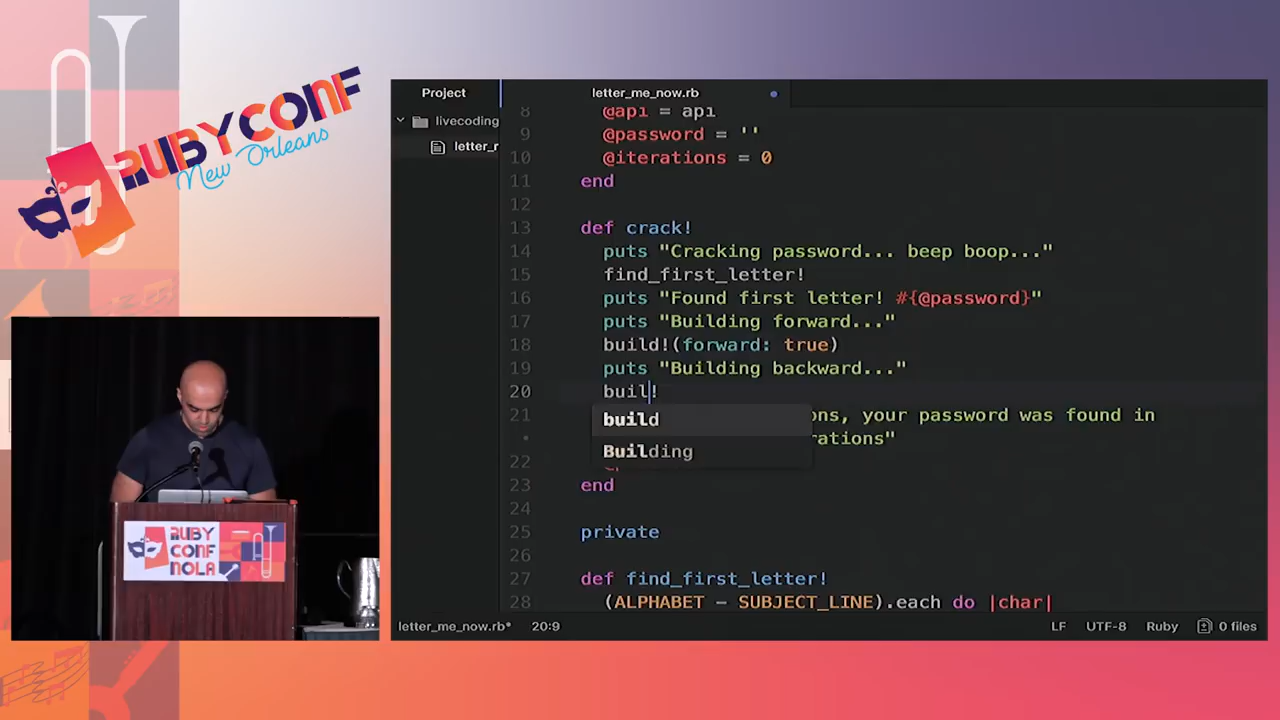 RUBYCONF
New Orleans
Project
letter_me_now.rb
livecoding
letter_r
8 @api = api
9 @password = ''
10 @iterations = 0
11 end
12
13 def crack!
14 puts "Cracking password... beep boop..."
15 find_first_letter!
16 puts "Found first letter! #{@password}"
17 puts "Building forward..."
18 build!(forward: true)
19 puts "Building backward..."
20 buil!
21 ons, your password was found in
• rations"
build
Building
22
23 end
24
25 private
26
27 def find_first_letter!
28 (ALPHABET - SUBJECT_LINE).each do |char|
letter_me_now.rb* 20:9 LF UTF-8 Ruby 0 files
RUBY
CONF
NOLA